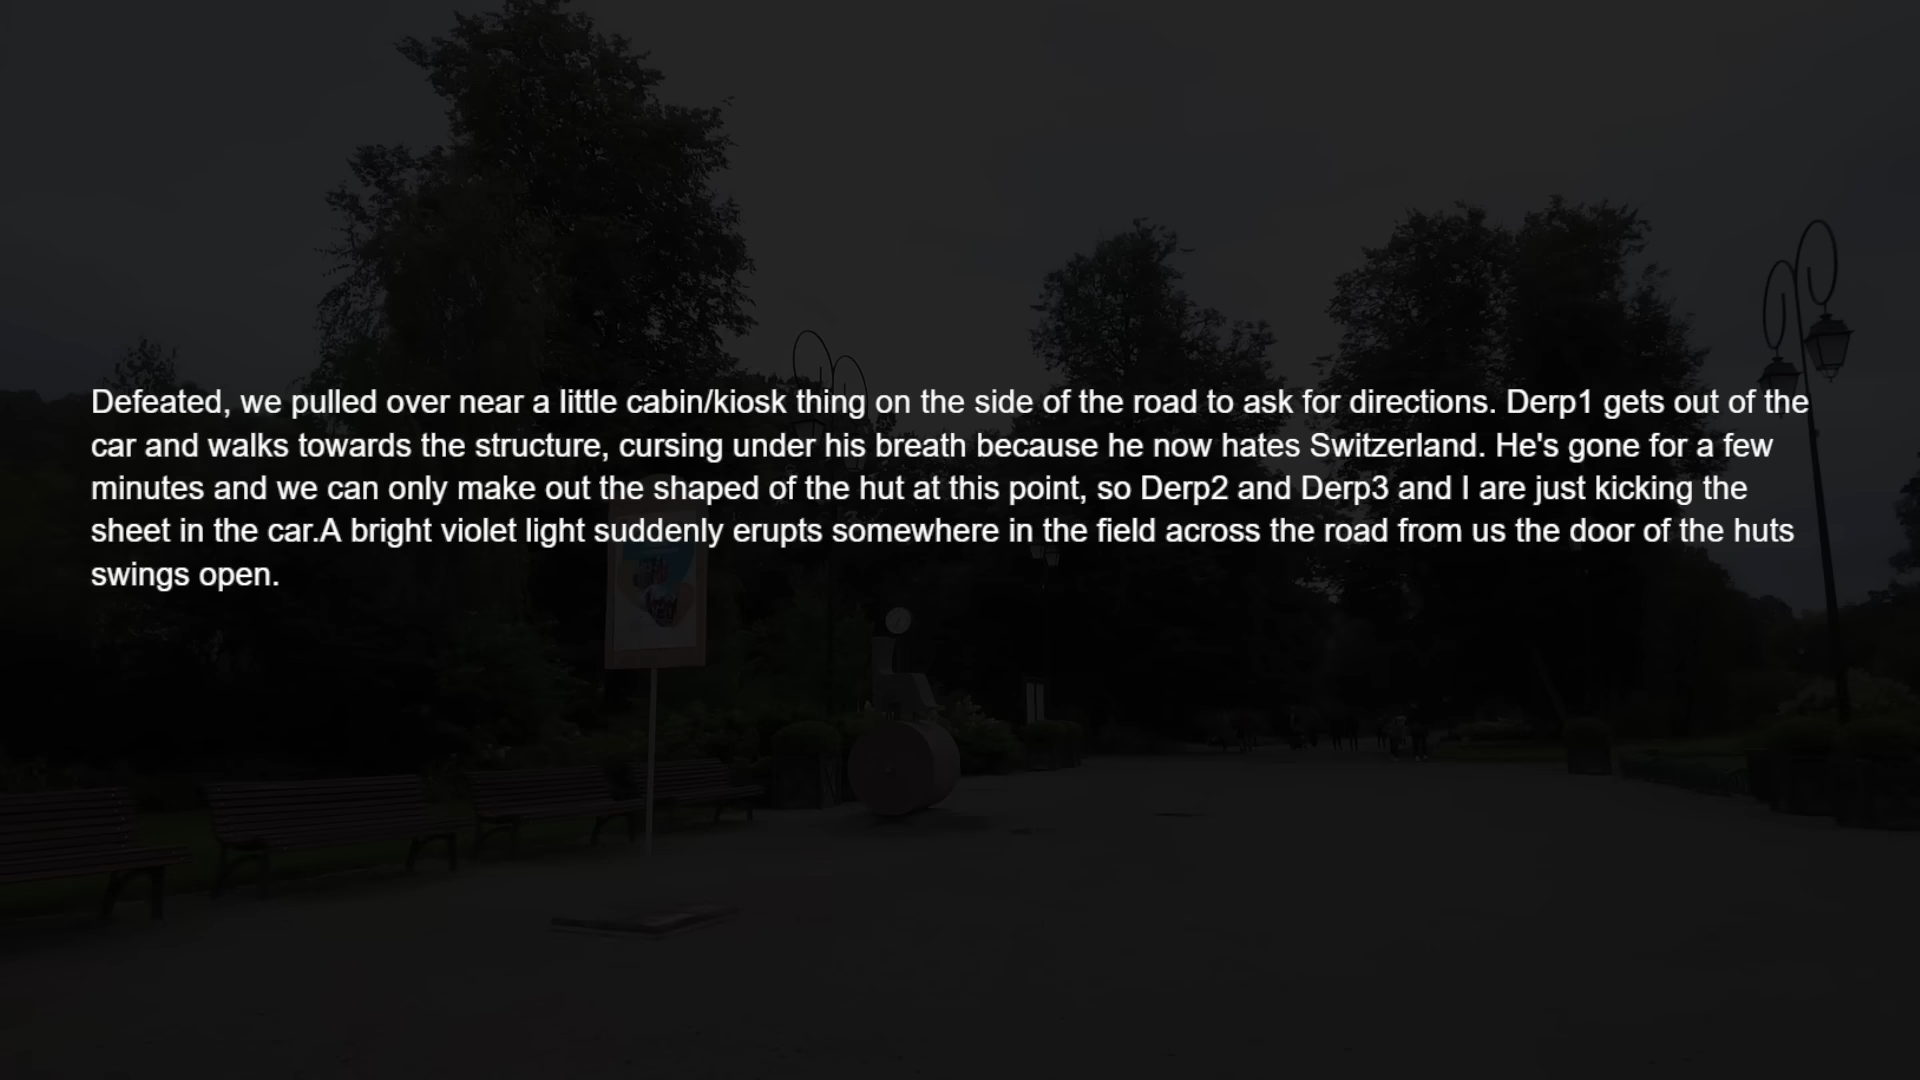 Defeated, we pulled over near a little cabin/kiosk thing on the side of the road to ask for directions. Derp1 gets out of the
car and walks towards the structure, cursing under his breath because he now hates Switzerland. He's gone for a few
minutes and we can only make out the shaped of the hut at this point, so Derp2 and Derp3 and I are just kicking the
sheet in the car.A bright violet light suddenly erupts somewhere in the field across the road from us the door of the huts
swings open.